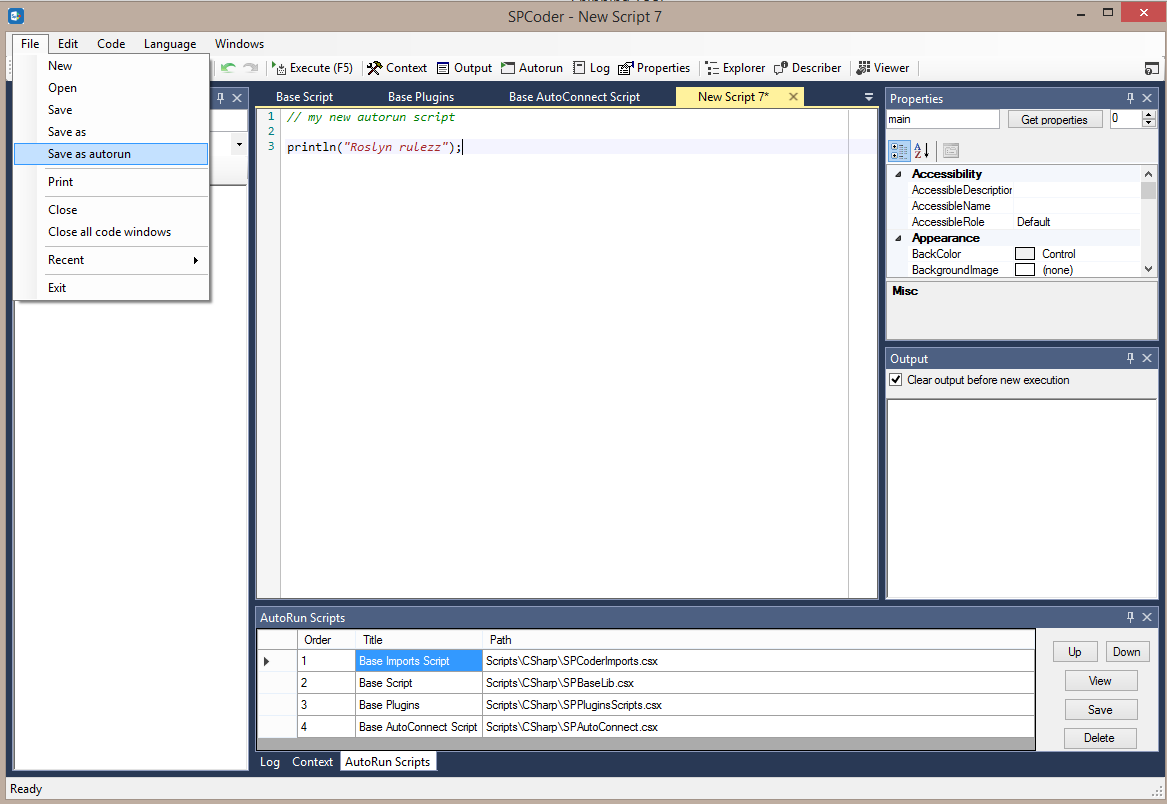 SPCoder - New Script 7
File Edit Code Language Windows
Execute (F5) Context Output Autorun Log Properties Explorer Describer Viewer
New
Open
Save
Save as
Save as autorun
Print
Close
Close all code windows
Recent
Exit
Base Script Base Plugins Base AutoConnect Script New Script 7*
1 // my new autorun script
2
3 println("Roslyn rulezz");
Properties
main Get properties 0
Accessibility
AccessibleDescription
AccessibleName
AccessibleRole Default
Appearance
BackColor Control
BackgroundImage (none)
Misc
Output
Clear output before new execution
AutoRun Scripts
Order Title Path
1 Base Imports Script Scripts\CSharp\SPCoderImports.csx
2 Base Script Scripts\CSharp\SPBaseLib.csx
3 Base Plugins Scripts\CSharp\SPPluginsScripts.csx
4 Base AutoConnect Script Scripts\CSharp\SPAutoConnect.csx
Up Down
View
Save
Delete
Log Context AutoRun Scripts
Ready